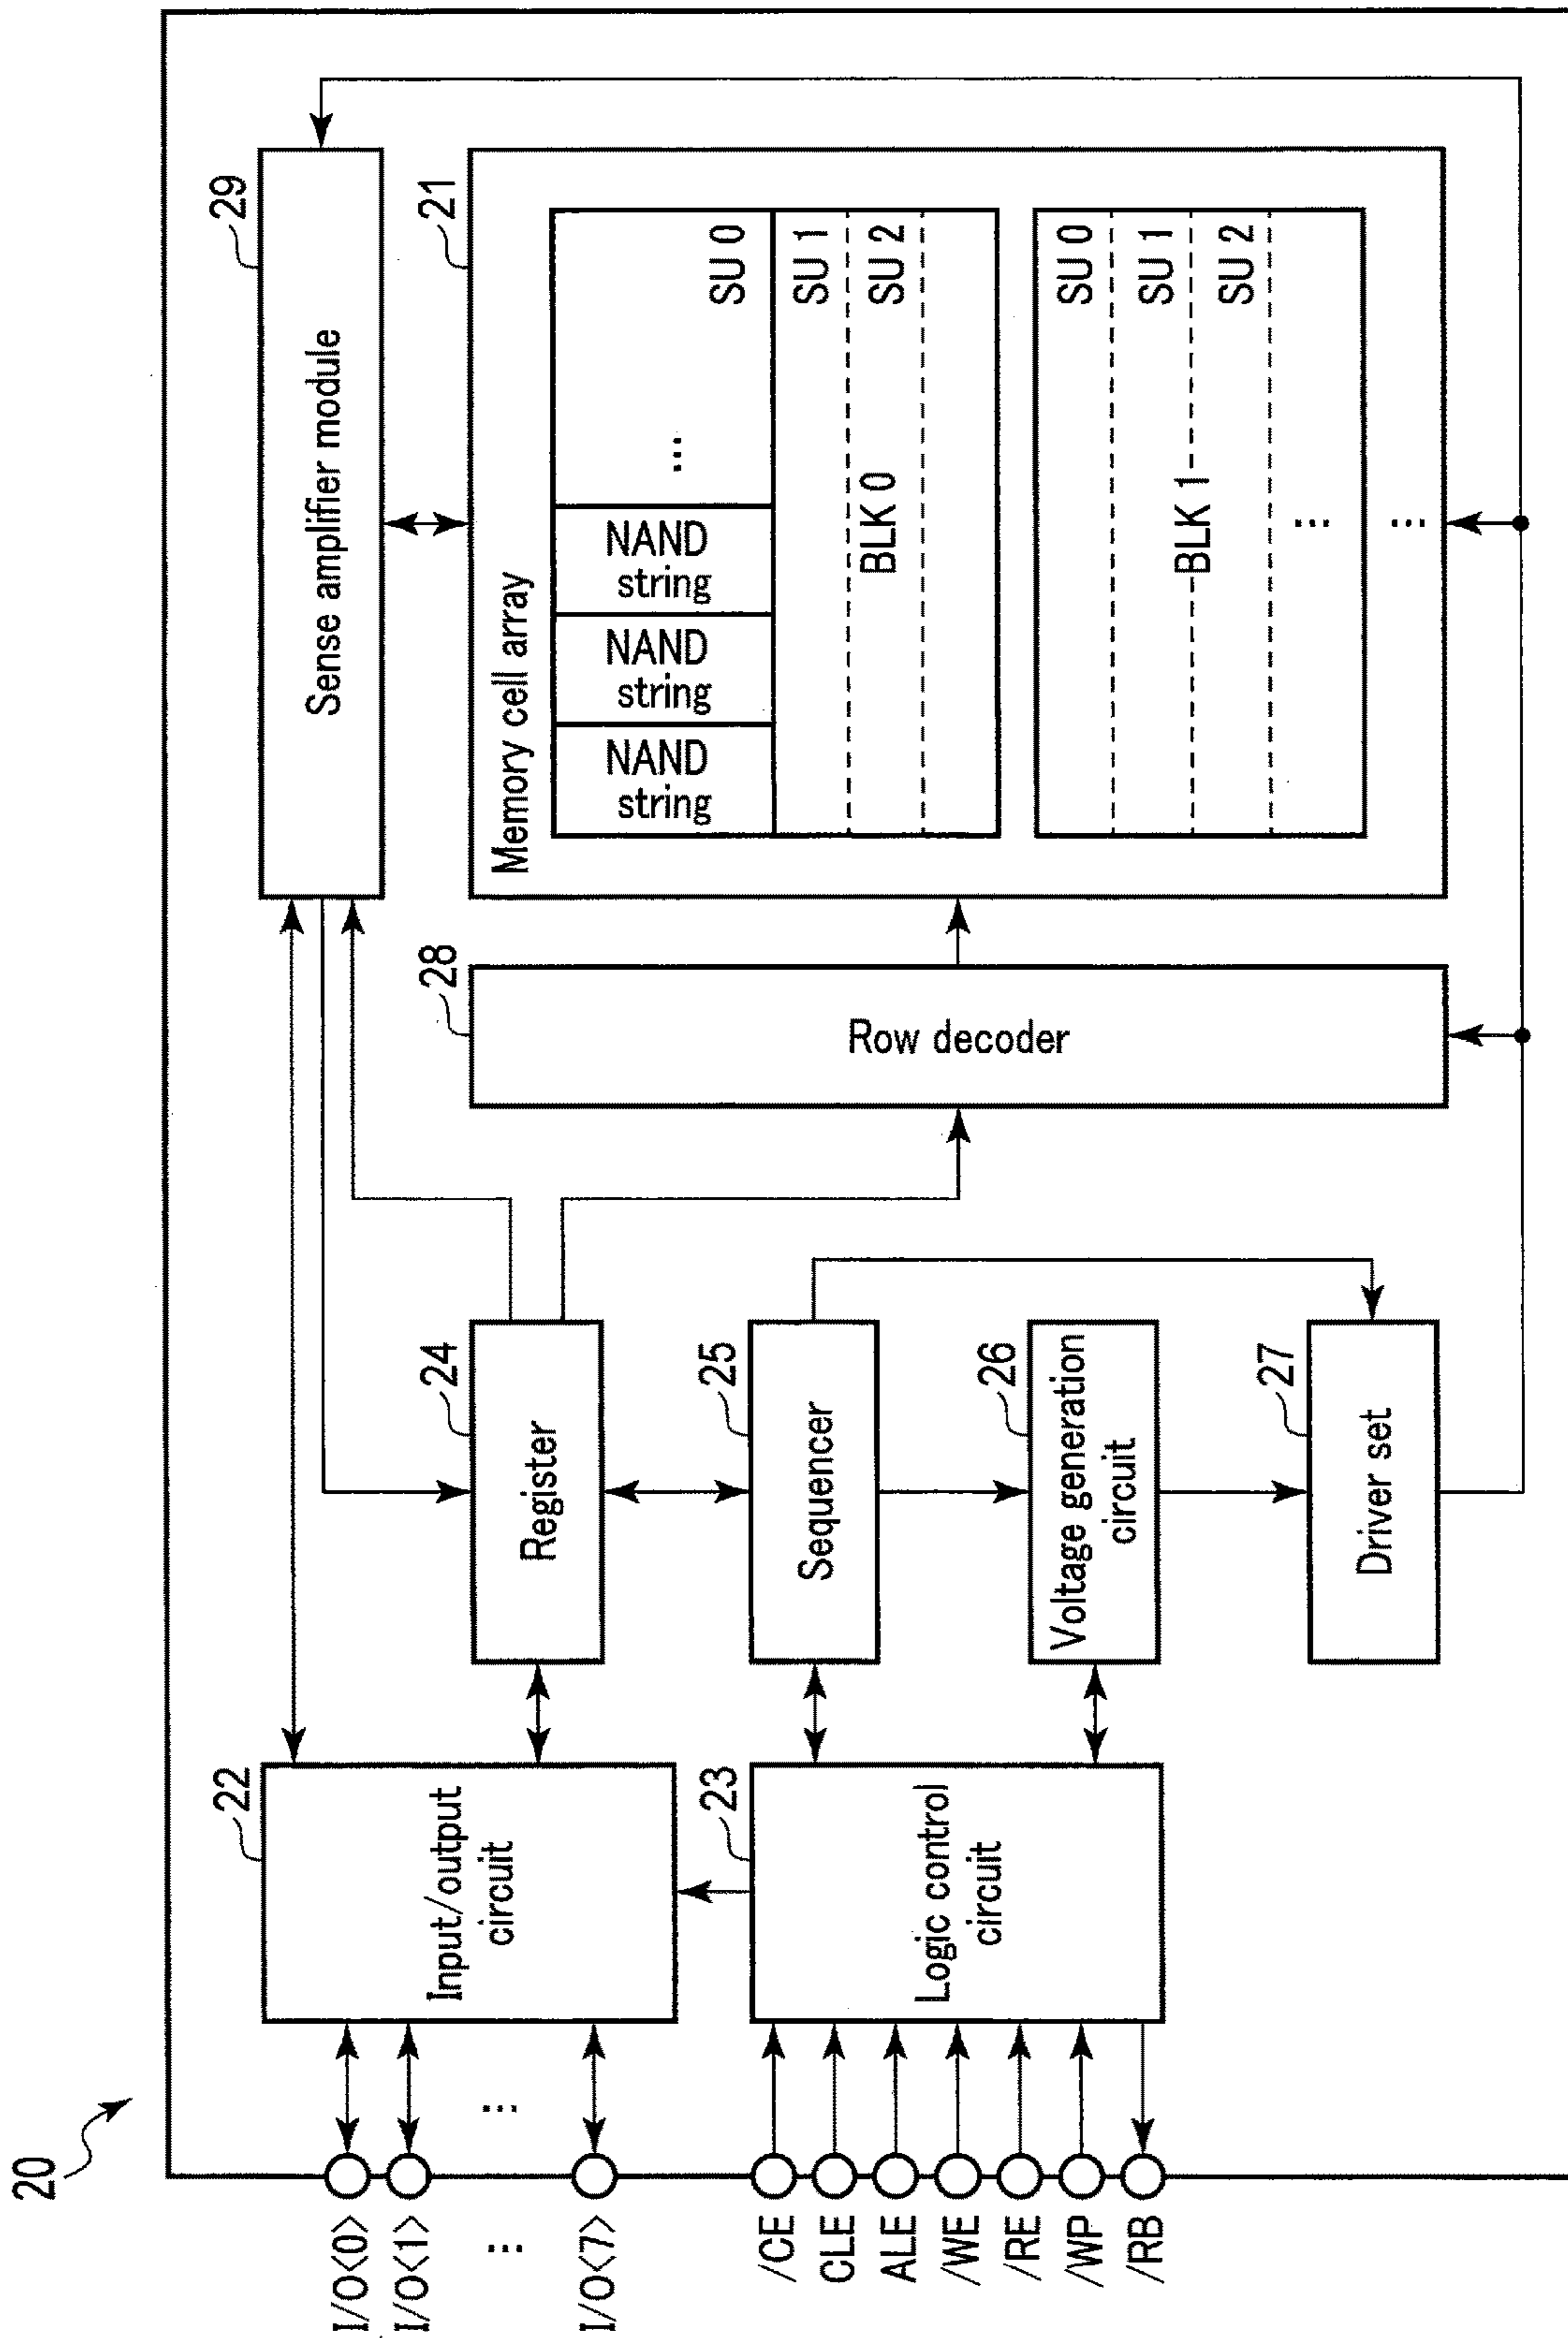 20
I/O<0>
I/O<1>
⋮
I/O<7>
/CE
CLE
ALE
/WE
/RE
/WP
/RB
22
Input/output
circuit
23
Logic control
circuit
24
Register
25
Sequencer
26
Voltage generation
circuit
27
Driver set
28
Row decoder
29
Sense amplifier module
21
Memory cell array
NAND
string
NAND
string
NAND
string
...
SU 0
SU 1
BLK 0
SU 2
SU 0
SU 1
BLK 1
SU 2
⋮
⋮